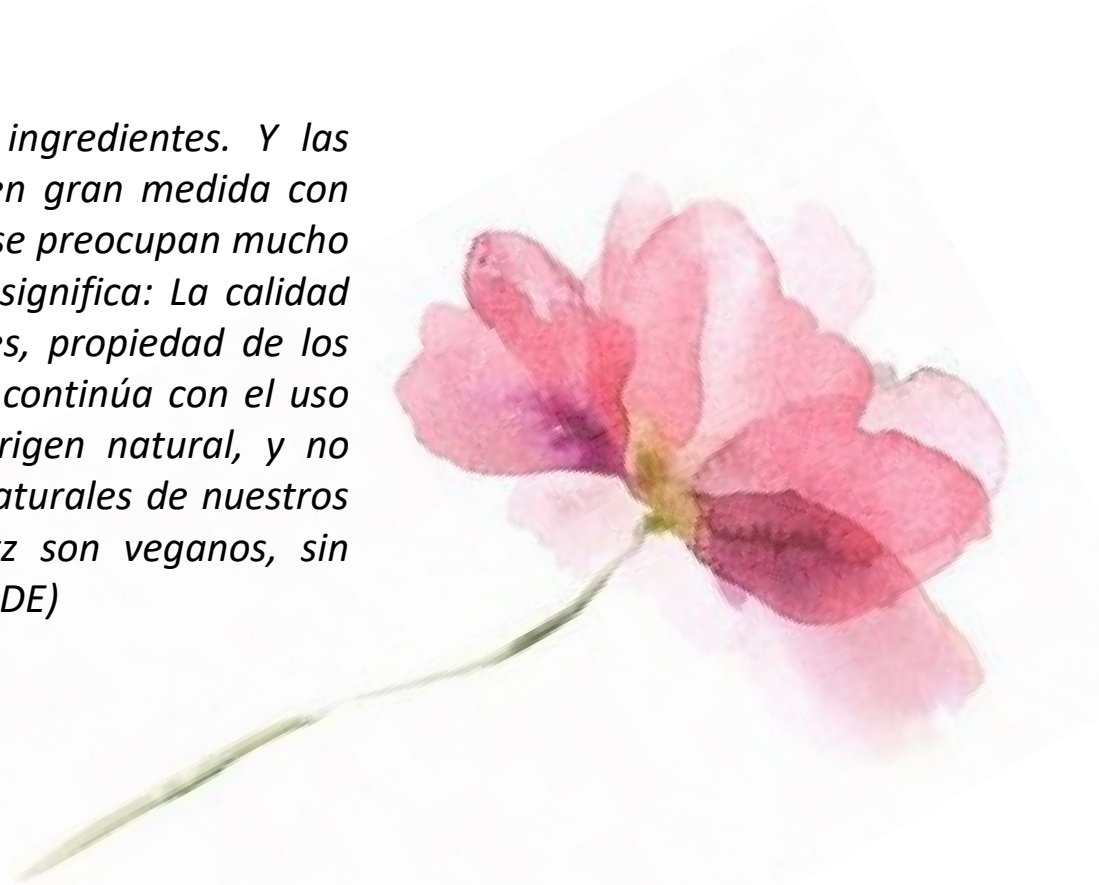 ingredientes. Y las
en gran medida con
se preocupan mucho
significa: La calidad
es, propiedad de los
continúa con el uso
rigen natural, y no
aturales de nuestros
z son veganos, sin
DE)